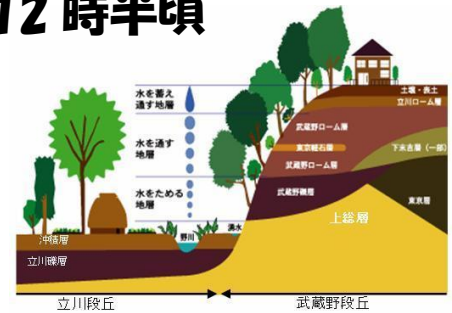 12時半頃
水を蓄え
通す地層
水を通す
地層
水をためる
地層
土壌・表土
立川ローム層
武蔵野ローム層
東京軽石層
武蔵野ローム層
下末吉層(一部)
武蔵野礫層
東京層
上総層
湧水
野川
沖積層
立川礫層
立川段丘
武蔵野段丘